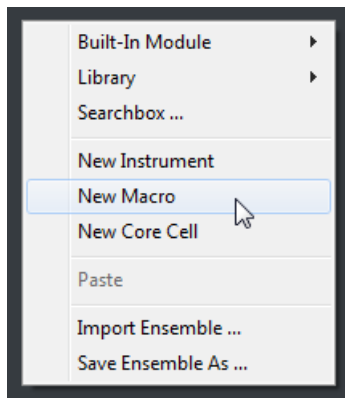 Built-In Module
Library
Searchbox ...
New Instrument
New Macro
New Core Cell
Paste
Import Ensemble ...
Save Ensemble As ...